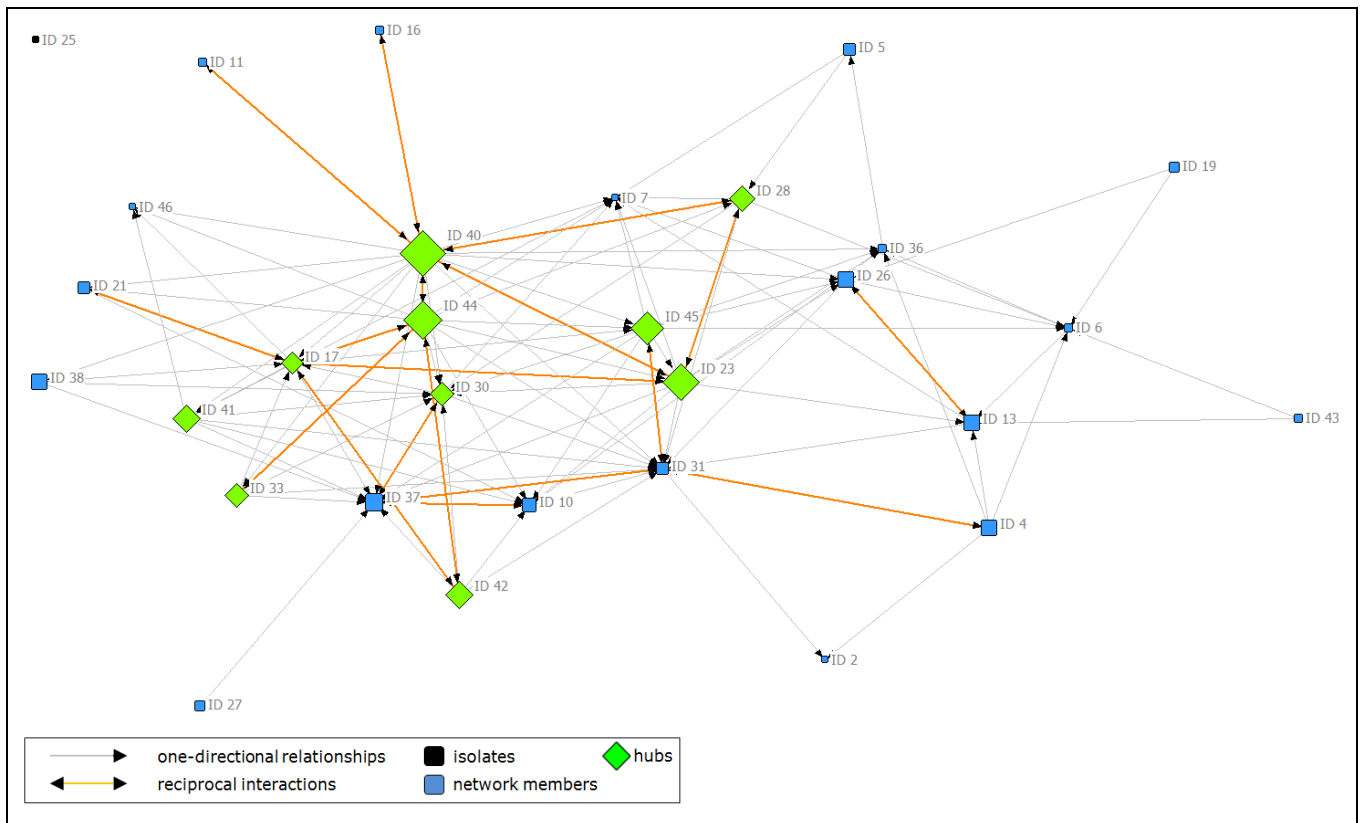 ID 16
ID 25
ID 5
ID 11
ID 19
ID 28
ID 7
ID 46
ID 40
ID 36
ID 26
ID 21
ID 44
ID 45
ID 6
ID 17
ID 23
ID 38
ID 30
ID 41
ID 43
ID 13
ID 31
ID 33
ID 37
ID 10
ID 4
ID 42
ID 2
ID 27
one-directional relationships
isolates
hubs
reciprocal interactions
network members